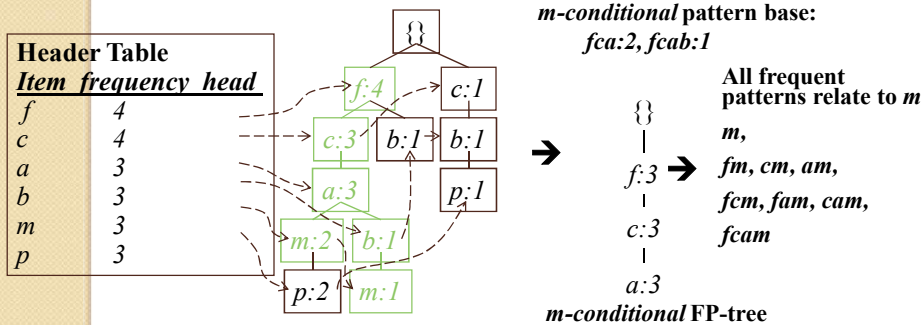 Header Table
Item frequency head
f 4
c 4
a 3
b 3
m 3
p 3
{}
f:4 c:1
c:3 b:1 b:1
a:3 p:1
m:2 b:1
p:2 m:1
m-conditional pattern base:
fca:2, fcab:1
{}
f:3
c:3
a:3
m-conditional FP-tree
All frequent
patterns relate to m
m,
fm, cm, am,
fcm, fam, cam,
fcam